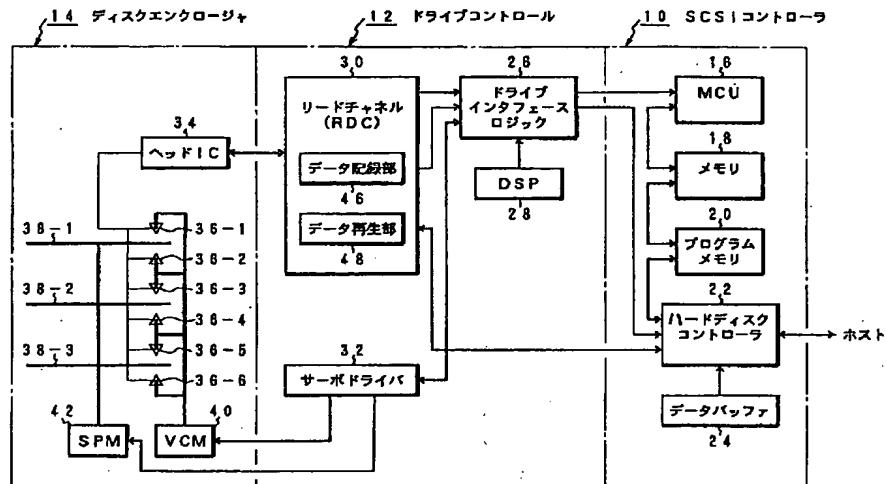 14 ディスクエンクロージャ
12 ドライブコントロール
10 SCSIコントローラ
30
リードチャネル
(RDC)
データ記録部
46
データ再生部
48
26
ドライブ
インタフェース
ロジック
DSP
28
16
MCU
18
メモリ
20
プログラム
メモリ
22
ハードディスク
コントローラ
ホスト
データバッファ
24
34
ヘッドIC
38-1
38-2
38-3
36-1
36-2
36-3
36-4
36-5
36-6
32
サーボドライバ
42
SPM
40
VCM